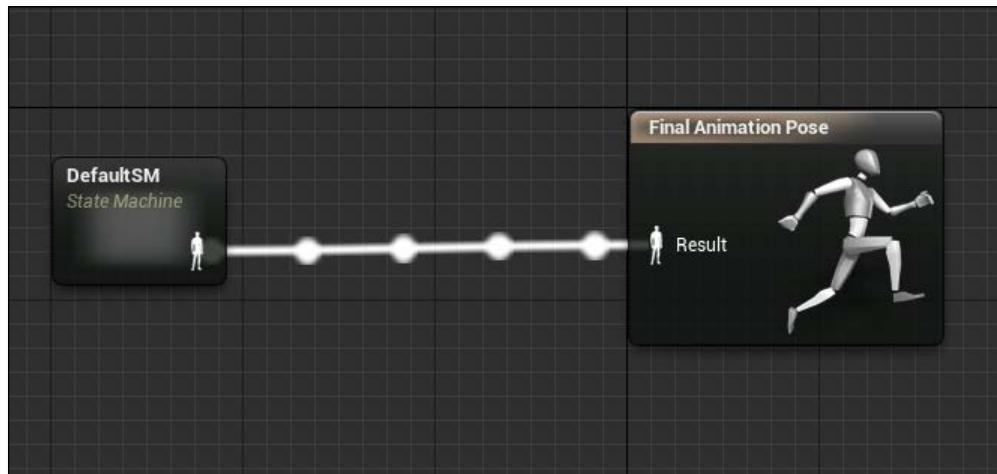 DefaultSM
State Machine
Final Animation Pose
Result